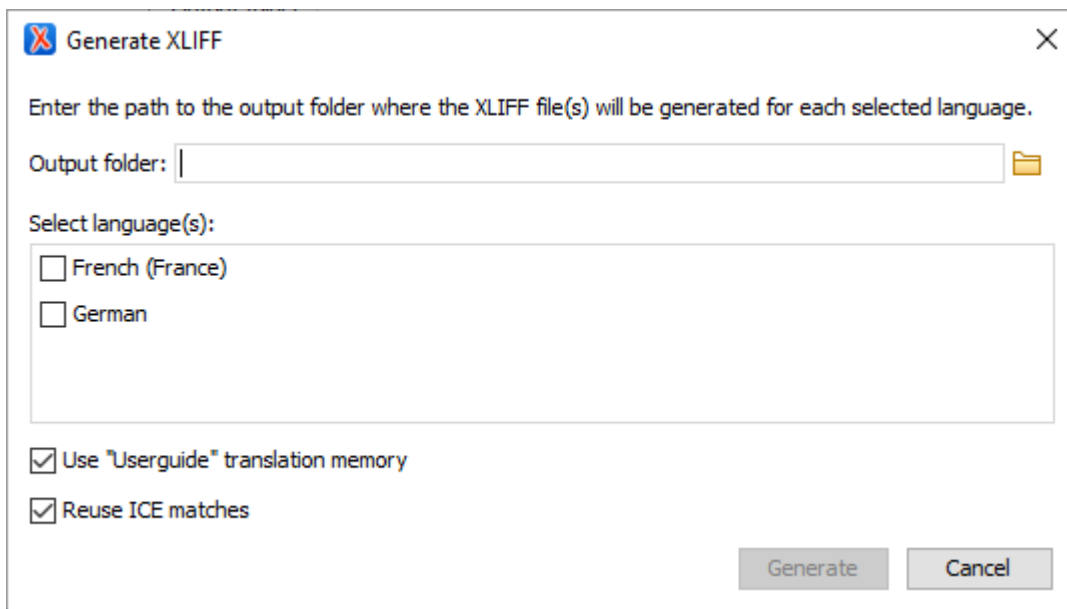 Generate XLIFF
Enter the path to the output folder where the XLIFF file(s) will be generated for each selected language.
Output folder:
Select language(s):
French (France)
German
Use "Userguide" translation memory
Reuse ICE matches
Generate Cancel